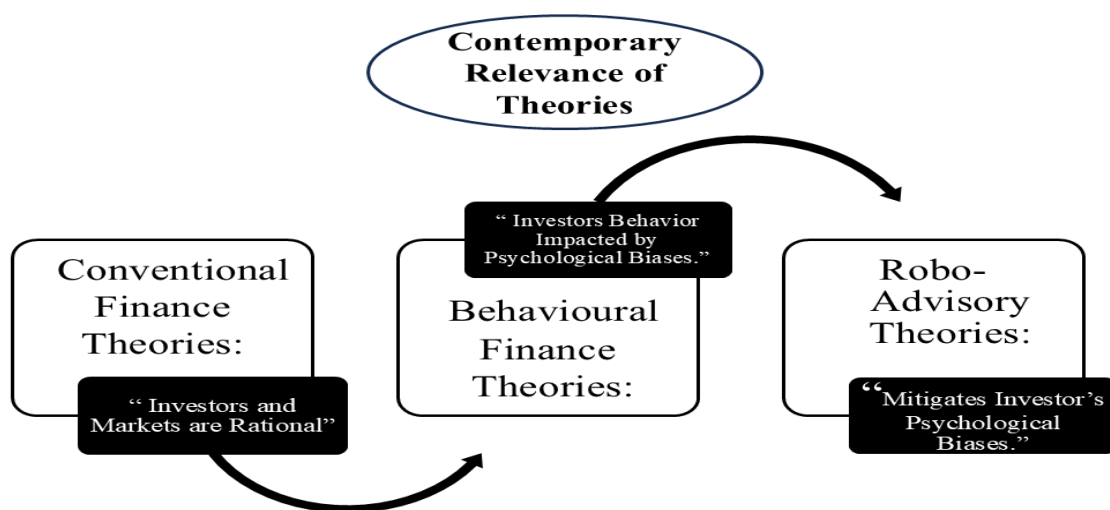 Contemporary
Relevance of
Theories
Conventional
Finance
Theories:
“ Investors and
Markets are Rational”
“ Investors Behavior
Impacted by
Psychological Biases.”
Behavioural
Finance
Theories:
Robo-
Advisory
Theories:
“Mitigates Investor’s
Psychological
Biases.”